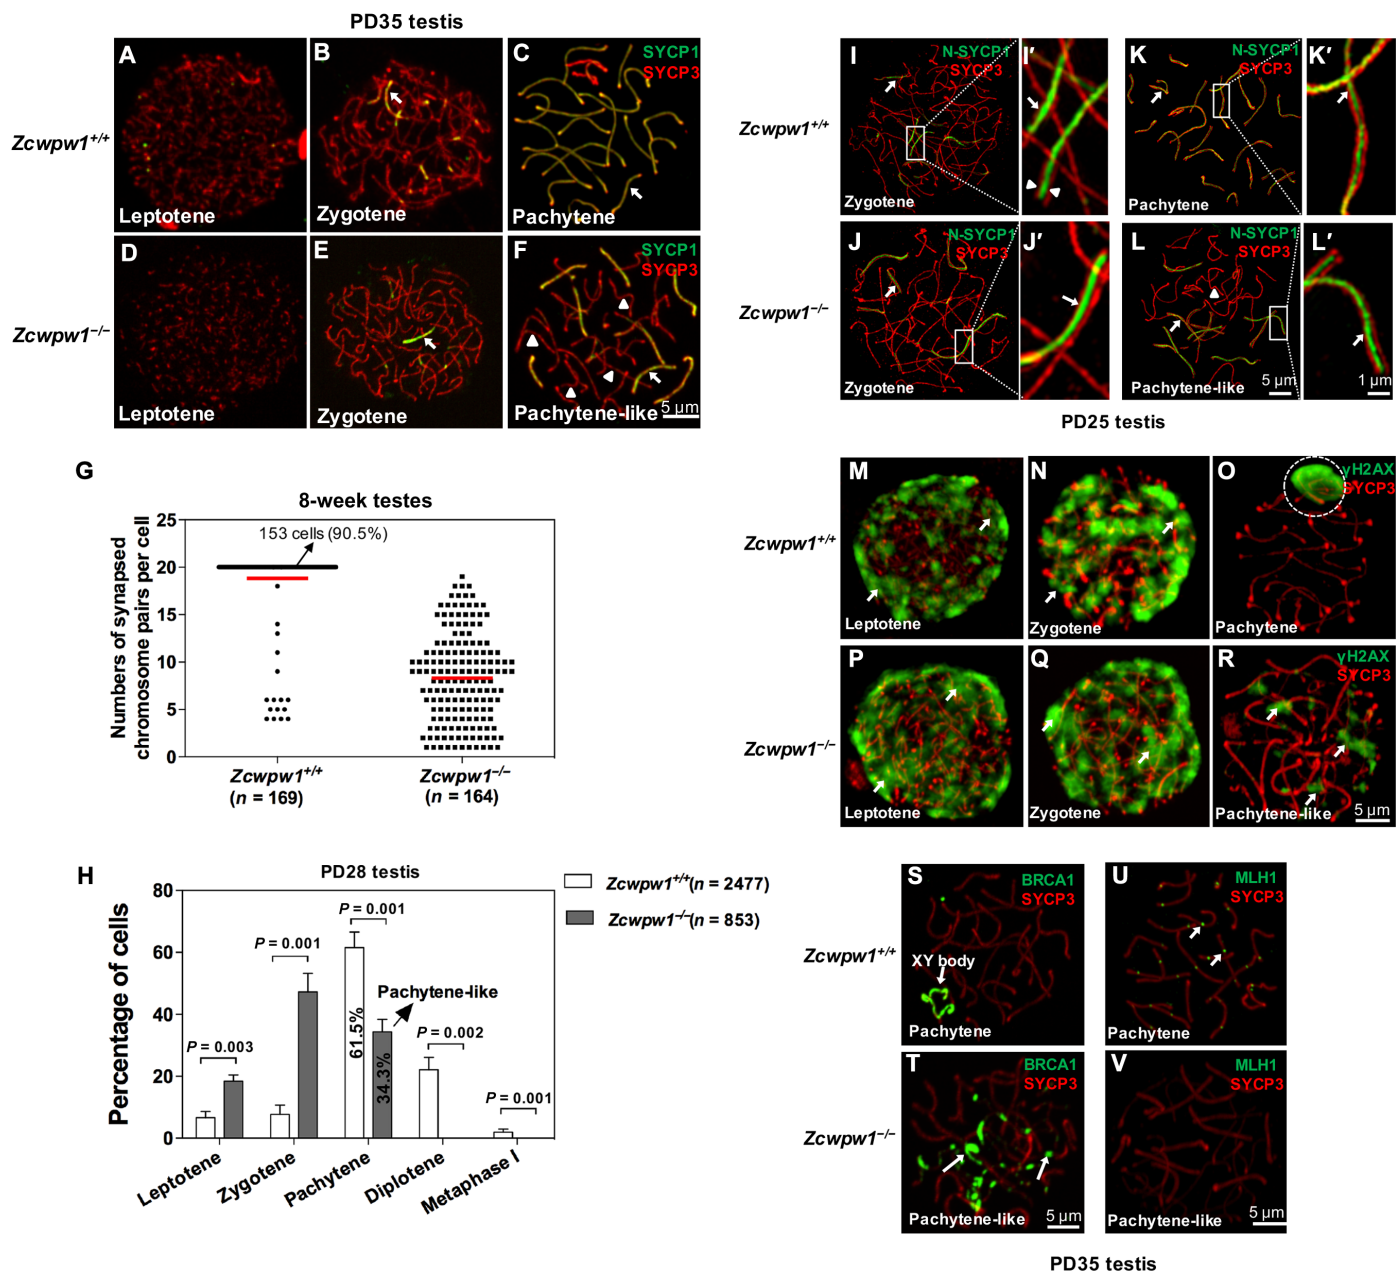 PD35 testis
A
B
C
SYCP1
SYCP3
Zcwpw1+/+
Leptotene
Zygotene
Pachytene
D
E
F
SYCP1
SYCP3
Zcwpw1−/−
Leptotene
Zygotene
Pachytene-like
5 µm
I
N-SYCP1
SYCP3
I′
K
N-SYCP1
SYCP3
K′
Zcwpw1+/+
Zygotene
Pachytene
J
N-SYCP1
SYCP3
J′
L
N-SYCP1
SYCP3
L′
Zcwpw1−/−
Zygotene
Pachytene-like
5 µm
1 µm
PD25 testis
G
8-week testes
Numbers of synapsed
chromosome pairs per cell
25
20
15
10
5
0
153 cells (90.5%)
Zcwpw1+/+
(n = 169)
Zcwpw1−/−
(n = 164)
M
N
O
γH2AX
SYCP3
Zcwpw1+/+
Leptotene
Zygotene
Pachytene
P
Q
R
γH2AX
SYCP3
Zcwpw1−/−
Leptotene
Zygotene
Pachytene-like
5 µm
H
PD28 testis
Zcwpw1+/+ (n = 2477)
Zcwpw1−/− (n = 853)
Percentage of cells
80
60
40
20
0
P = 0.003
P = 0.001
P = 0.001
Pachytene-like
P = 0.002
P = 0.001
61.5%
34.3%
Leptotene
Zygotene
Pachytene
Diplotene
Metaphase I
S
BRCA1
SYCP3
U
MLH1
SYCP3
Zcwpw1+/+
XY body
Pachytene
Pachytene
T
BRCA1
SYCP3
V
MLH1
SYCP3
Zcwpw1−/−
Pachytene-like
5 µm
Pachytene-like
5 µm
PD35 testis